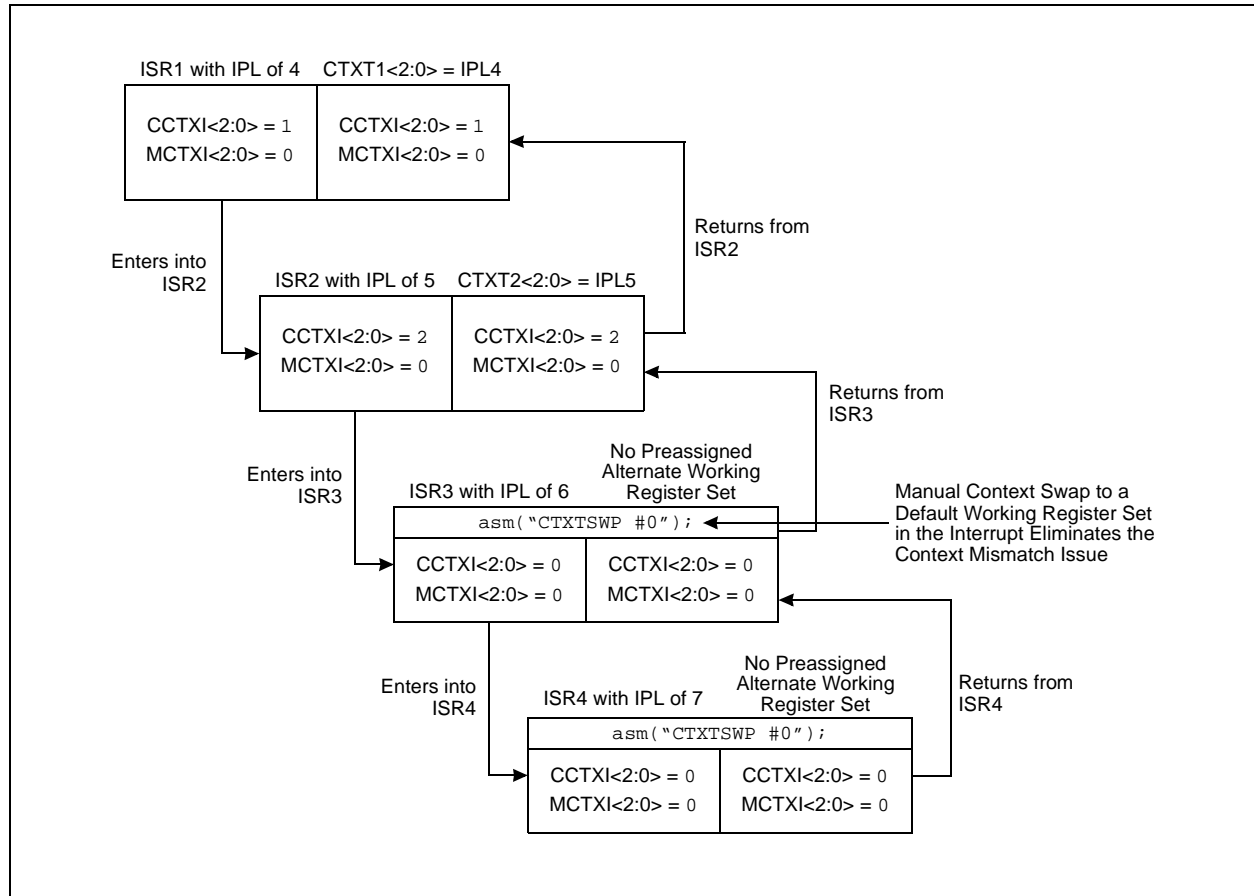 ISR1 with IPL of 4
CTXT1<2:0> = IPL4
CCTXI<2:0> = 1
MCTXI<2:0> = 0
CCTXI<2:0> = 1
MCTXI<2:0> = 0
Enters into
ISR2
Returns from
ISR2
ISR2 with IPL of 5
CTXT2<2:0> = IPL5
CCTXI<2:0> = 2
MCTXI<2:0> = 0
CCTXI<2:0> = 2
MCTXI<2:0> = 0
Enters into
ISR3
Returns from
ISR3
ISR3 with IPL of 6
No Preassigned
Alternate Working
Register Set
asm("CTXTSWP #0");
Manual Context Swap to a
Default Working Register Set
in the Interrupt Eliminates the
Context Mismatch Issue
CCTXI<2:0> = 0
MCTXI<2:0> = 0
CCTXI<2:0> = 0
MCTXI<2:0> = 0
Enters into
ISR4
Returns from
ISR4
ISR4 with IPL of 7
No Preassigned
Alternate Working
Register Set
asm("CTXTSWP #0");
CCTXI<2:0> = 0
MCTXI<2:0> = 0
CCTXI<2:0> = 0
MCTXI<2:0> = 0